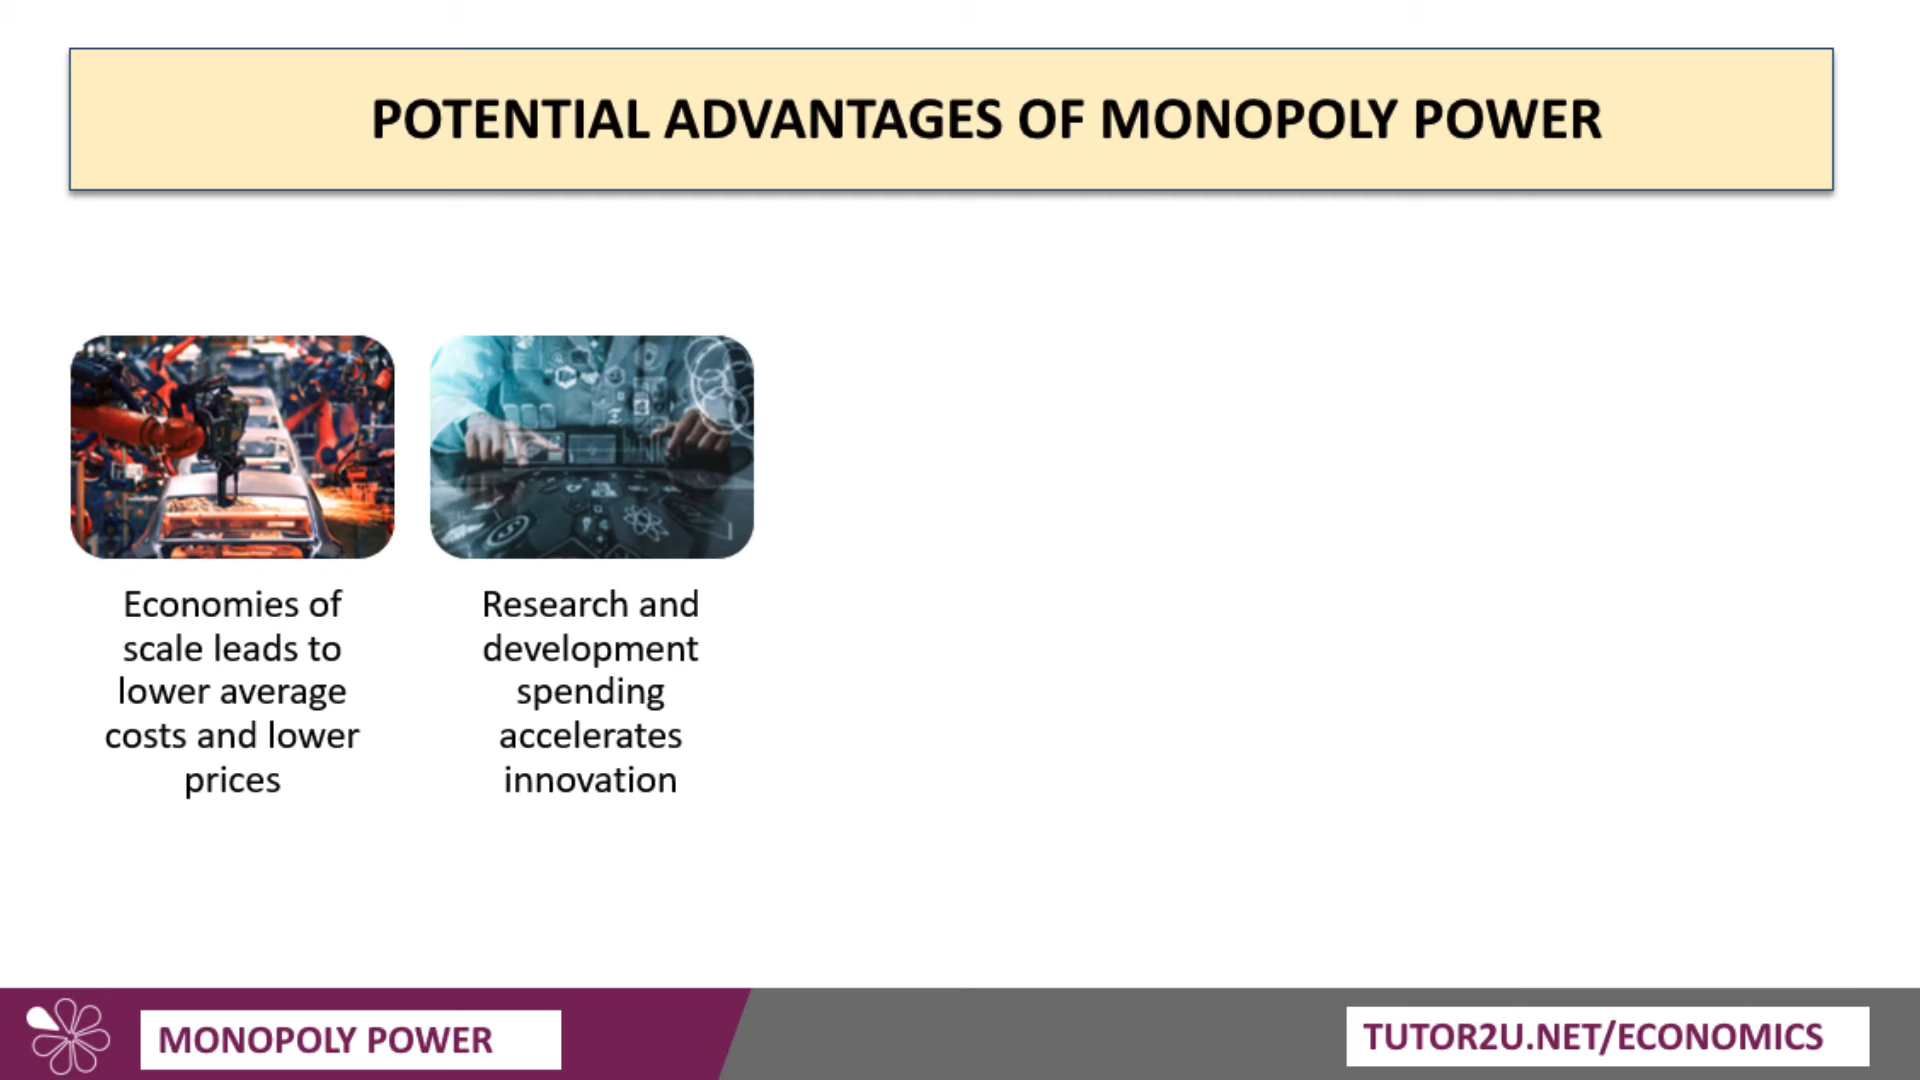 POTENTIAL ADVANTAGES OF MONOPOLY POWER
Economies of
scale leads to
lower average
costs and lower
prices
Research and
development
spending
accelerates
innovation
MONOPOLY POWER
TUTOR2U.NET/ECONOMICS